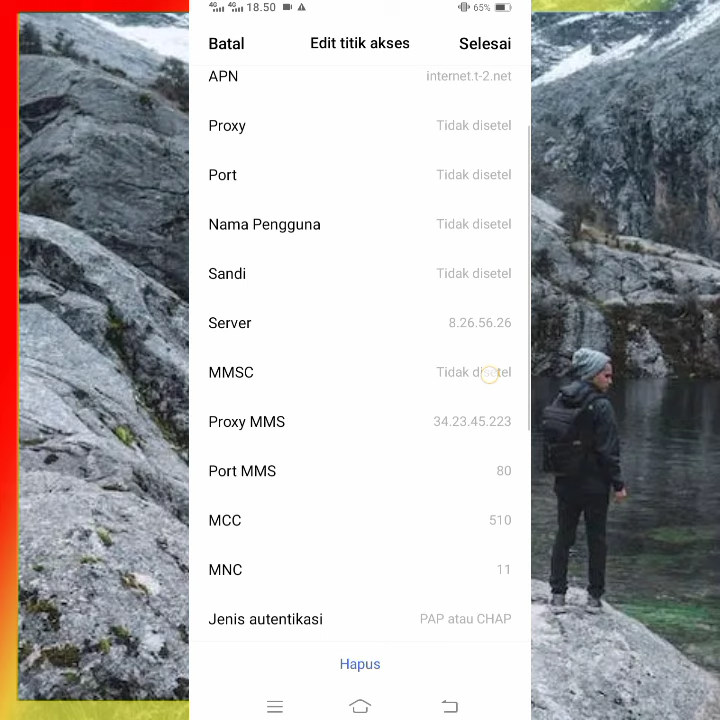 18.50 65%
Batal Edit titik akses Selesai
APN internet.t-2.net
Proxy Tidak disetel
Port Tidak disetel
Nama Pengguna Tidak disetel
Sandi Tidak disetel
Server 8.26.56.26
MMSC Tidak disetel
Proxy MMS 34.23.45.223
Port MMS 80
MCC 510
MNC 11
Jenis autentikasi PAP atau CHAP
Hapus